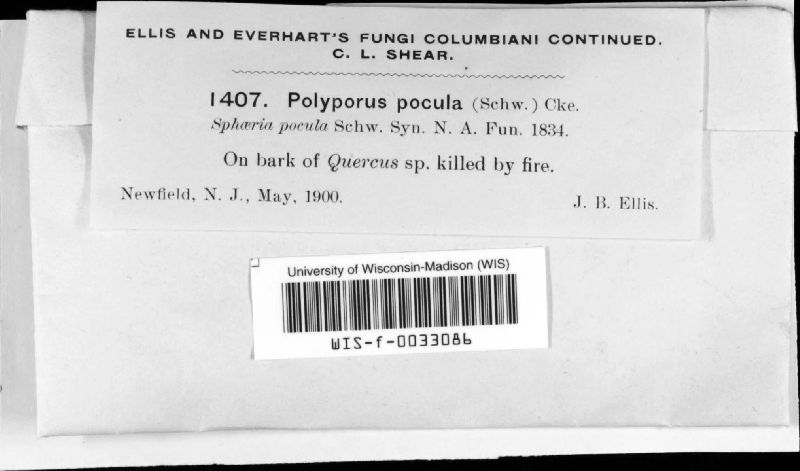 ELLIS AND EVERHART'S FUNGI COLUMBIANI CONTINUED.
C. L. SHEAR.
1407. Polyporus pocula (Schw.) Cke.
Sphæria pocula Schw. Syn. N. A. Fun. 1834.
On bark of Quercus sp. killed by fire.
Newfield, N. J., May, 1900.
J. B. Ellis.
University of Wisconsin-Madison (WIS)
WIS-f-0033086